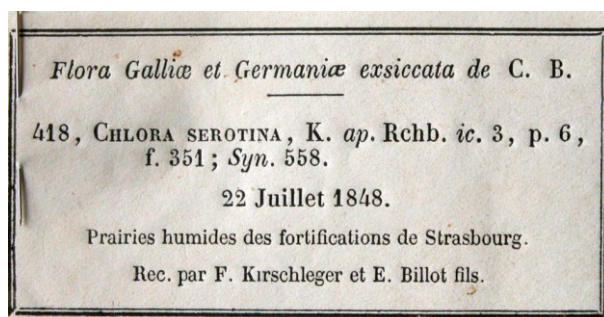 Flora Galliæ et Germaniæ exsiccata de C. B.
418, CHLORA SEROTINA, K. ap. Rchb. ic. 3, p. 6,
f. 351; Syn. 558.
22 Juillet 1848.
Prairies humides des fortifications de Strasbourg.
Rec. par F. Kirschleger et E. Billot fils.